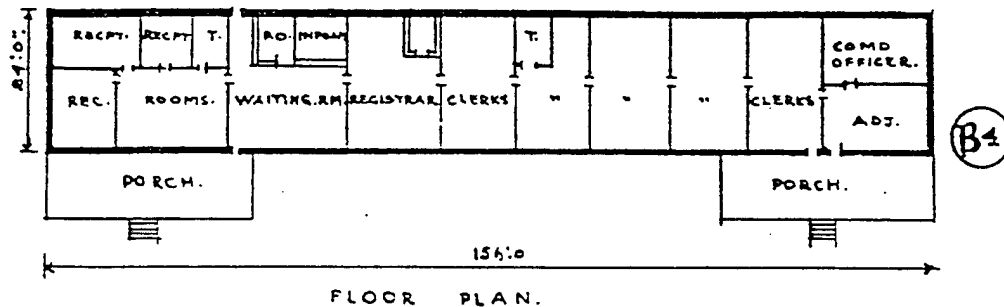 RECPT. RECPT T. RO. INFORM T. COMD
OFFICER.
24'.0"
REC. ROOMS. WAITING.RM. REGISTRAR CLERKS " " " CLERKS ADJ.
B4
PORCH. PORCH.
156'.0
FLOOR PLAN.